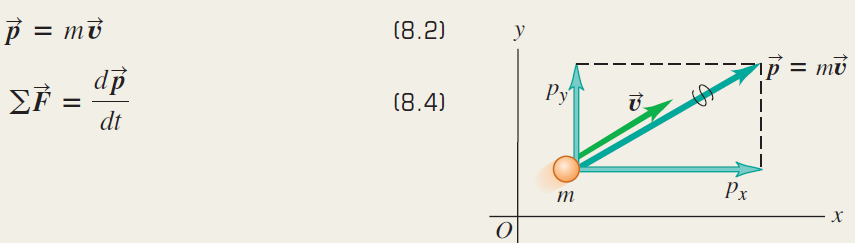 p⃗ = mv⃗ (8.2)
ΣF⃗ = dp⃗/dt (8.4)
y
p⃗ = mv⃗
p_y
v⃗
m
p_x
x
O